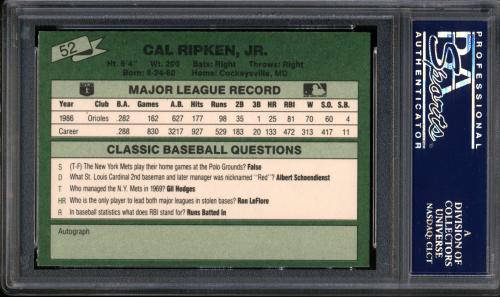 52
CAL RIPKEN, JR.
Ht: 6'4" Wt: 200 Bats: Right Throws: Right
Born: 8-24-60 Home: Cockeysville, MD
MAJOR LEAGUE RECORD
Year Club B.A. Games A.B. Hits Runs 2B 3B HR RBI W S.O. S.B.
1986 Orioles .282 162 627 177 98 35 1 25 81 70 60 4
Career .288 830 3217 927 529 183 20 133 472 313 417 11
CLASSIC BASEBALL QUESTIONS
S (T-F) The New York Mets play their home games at the Polo Grounds? False
D What St. Louis Cardinal 2nd baseman and later manager was nicknamed "Red"? Albert Schoendienst
T Who managed the N.Y. Mets in 1969? Gil Hodges
HR Who is the only player to lead both major leagues in stolen bases? Ron LeFlore
R In baseball statistics what does RBI stand for? Runs Batted In
Autograph
PROFESSIONAL
SPORTS
AUTHENTICATOR
PSA
A
DIVISION OF
COLLECTORS
UNIVERSE
NASDAQ: CLCT